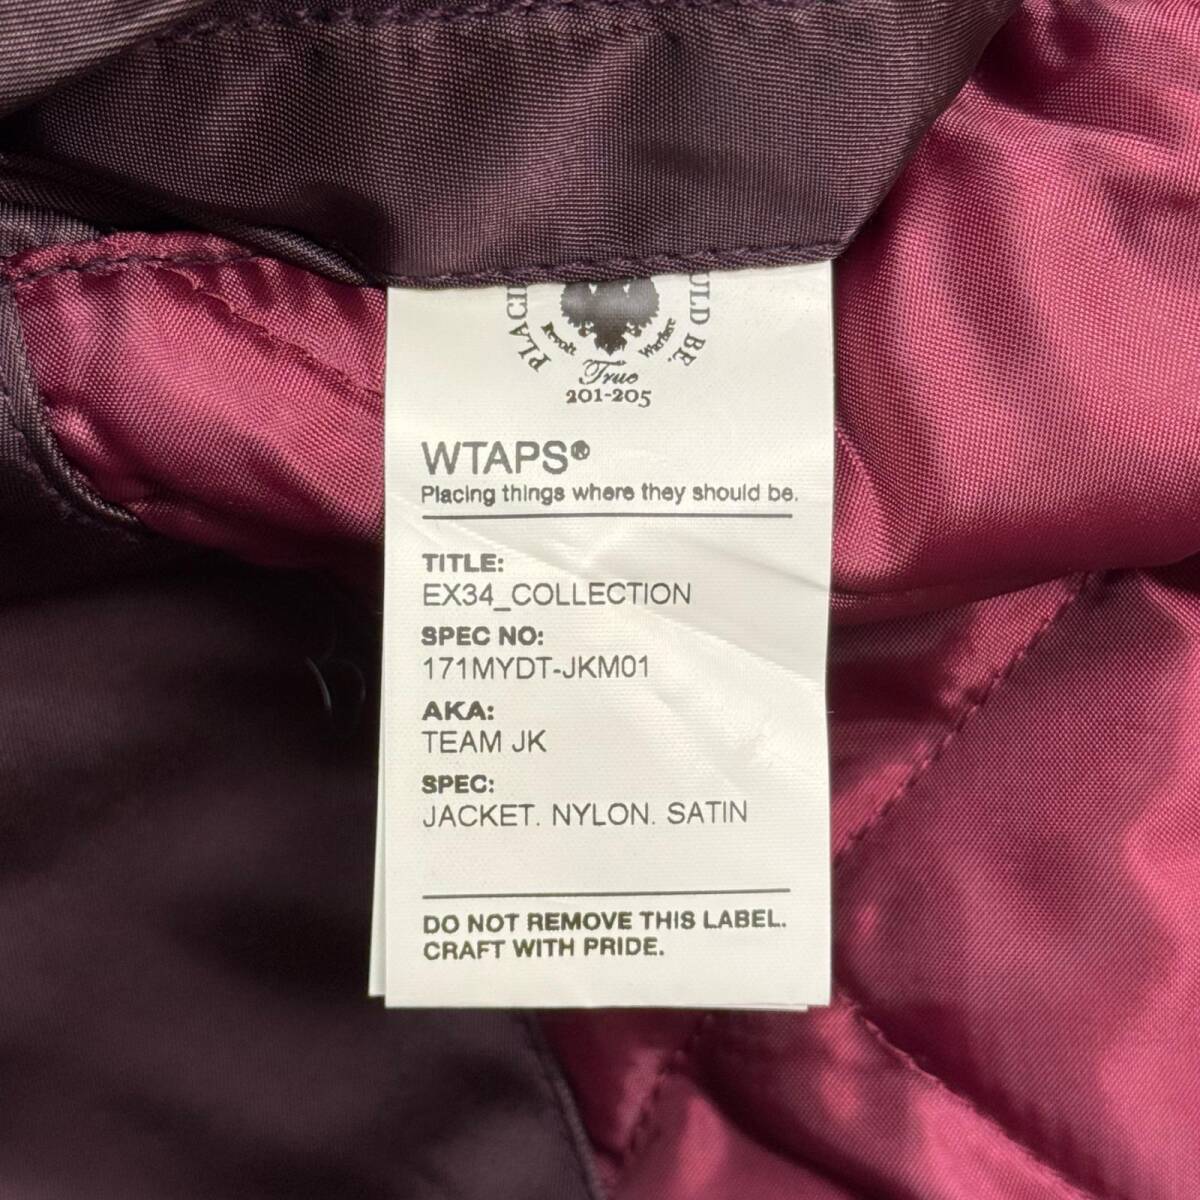 PLACI
ULD BE.
Revolt Warfare
True
201-205
WTAPS®
Placing things where they should be.
TITLE:
EX34_COLLECTION
SPEC NO:
171MYDT-JKM01
AKA:
TEAM JK
SPEC:
JACKET. NYLON. SATIN
DO NOT REMOVE THIS LABEL.
CRAFT WITH PRIDE.